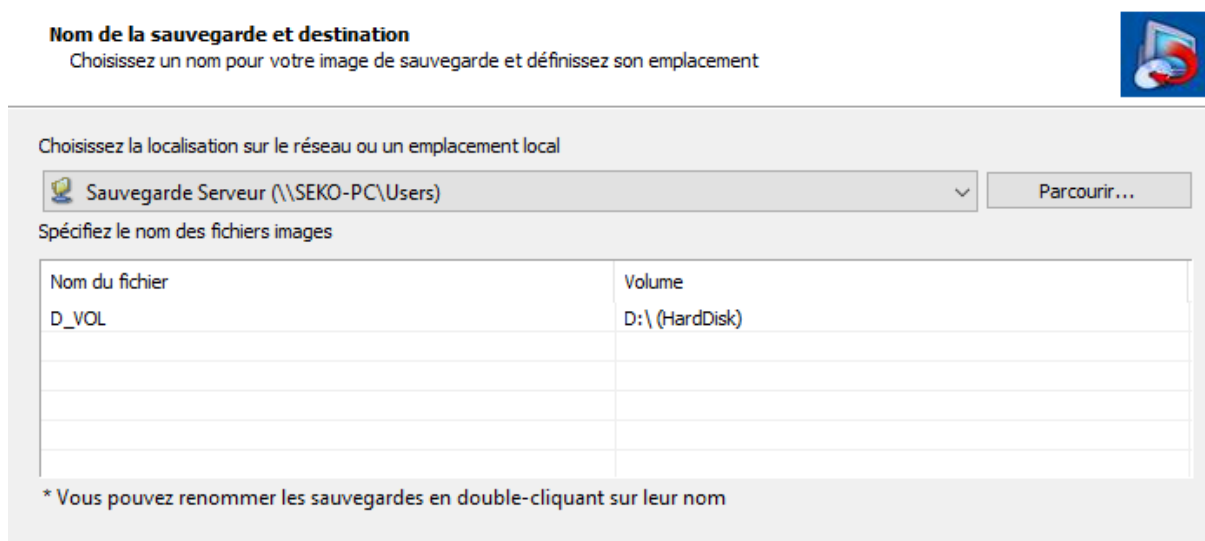 Nom de la sauvegarde et destination
Choisissez un nom pour votre image de sauvegarde et définissez son emplacement
Choisissez la localisation sur le réseau ou un emplacement local
Sauvegarde Serveur (\\SEKO-PC\Users) Parcourir...
Spécifiez le nom des fichiers images
Nom du fichier Volume
D_VOL D:\ (HardDisk)
* Vous pouvez renommer les sauvegardes en double-cliquant sur leur nom